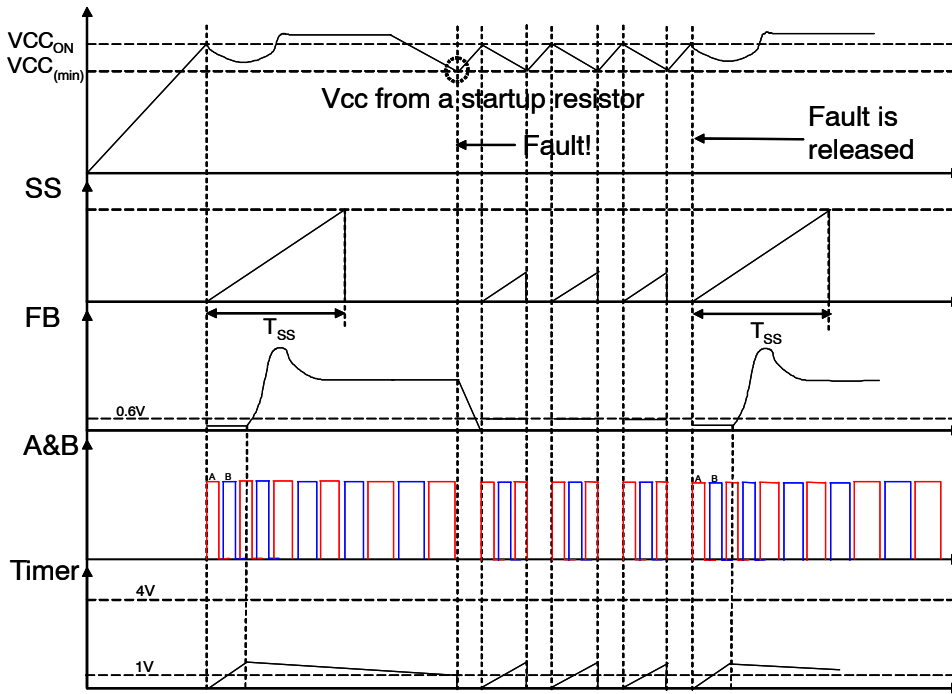 VCC_ON
VCC_(min)
Vcc from a startup resistor
Fault!
Fault is
released
SS
T_SS
T_SS
FB
0.6V
A&B
A B
A B
Timer
4V
1V